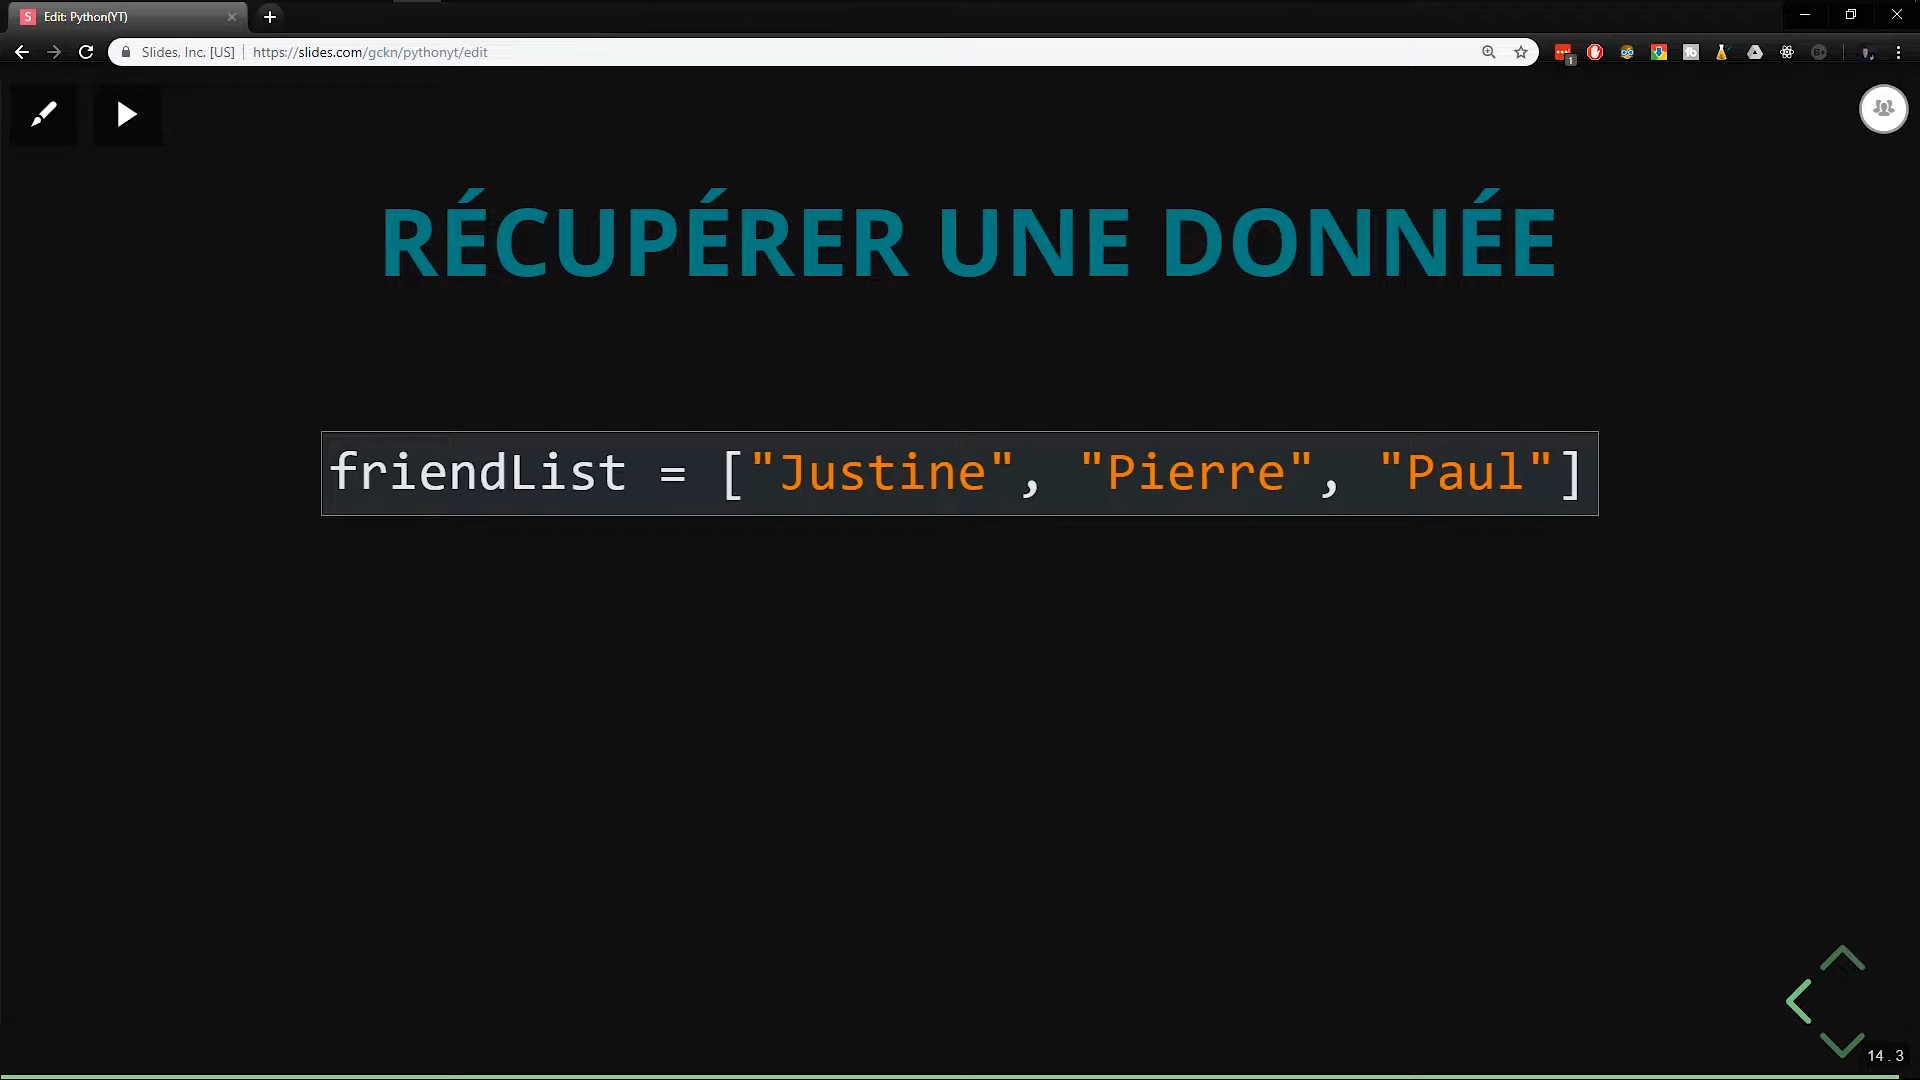 Edit: Python(YT)
Slides, Inc. [US] https://slides.com/gckn/pythonyt/edit
1
RÉCUPÉRER UNE DONNÉE
friendList = ["Justine", "Pierre", "Paul"]
14 . 3